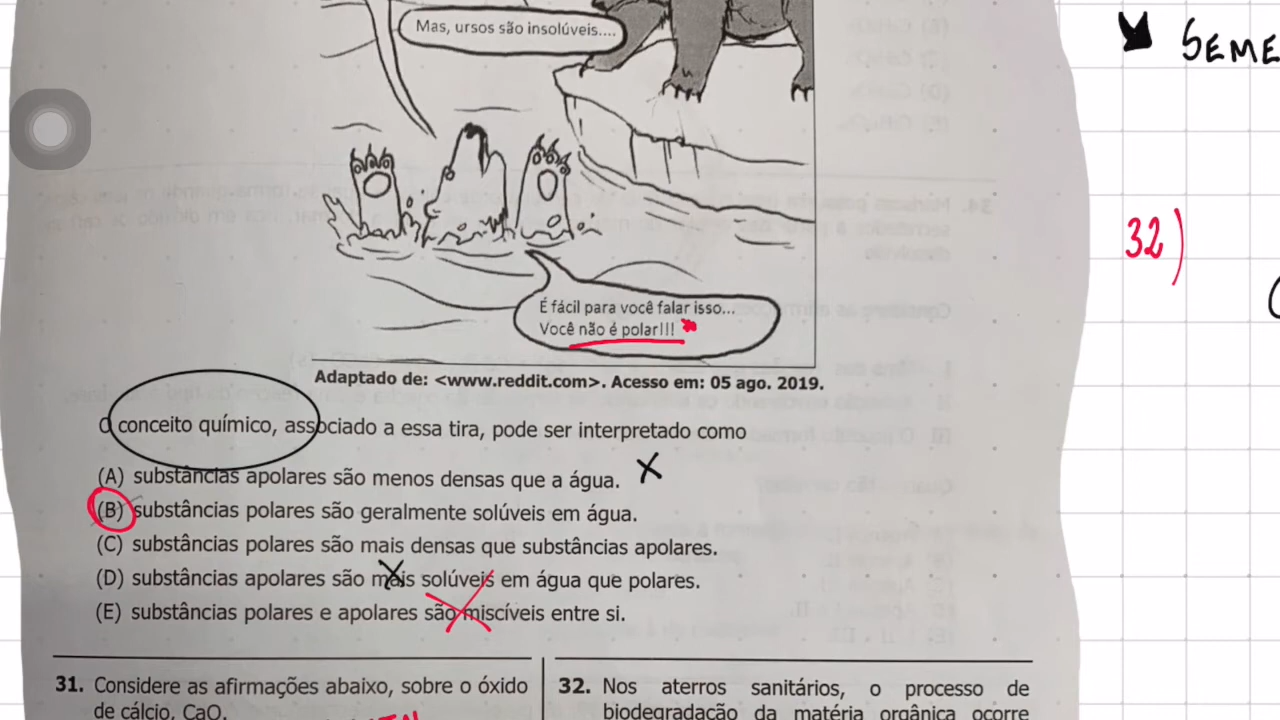 Mas, ursos são insolúveis....
SEME
32)
É fácil para você falar isso...
Você não é polar!!!
Adaptado de: <www.reddit.com>. Acesso em: 05 ago. 2019.
O conceito químico, associado a essa tira, pode ser interpretado como
(A) substâncias apolares são menos densas que a água.
(B) substâncias polares são geralmente solúveis em água.
(C) substâncias polares são mais densas que substâncias apolares.
(D) substâncias apolares são mais solúveis em água que polares.
(E) substâncias polares e apolares são miscíveis entre si.
31. Considere as afirmações abaixo, sobre o óxido
de cálcio, CaO.
32. Nos aterros sanitários, o processo de
biodegradação da matéria orgânica ocorre